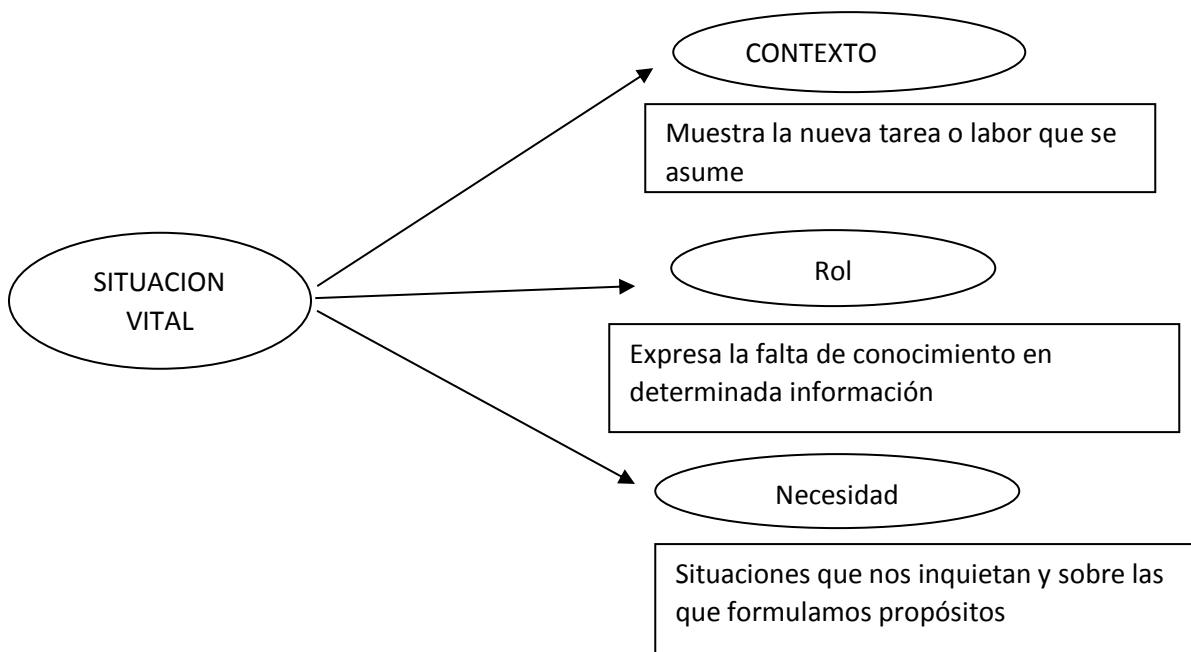 CONTEXTO
Muestra la nueva tarea o labor que se
asume
SITUACION
VITAL
Rol
Expresa la falta de conocimiento en
determinada información
Necesidad
Situaciones que nos inquietan y sobre las
que formulamos propósitos